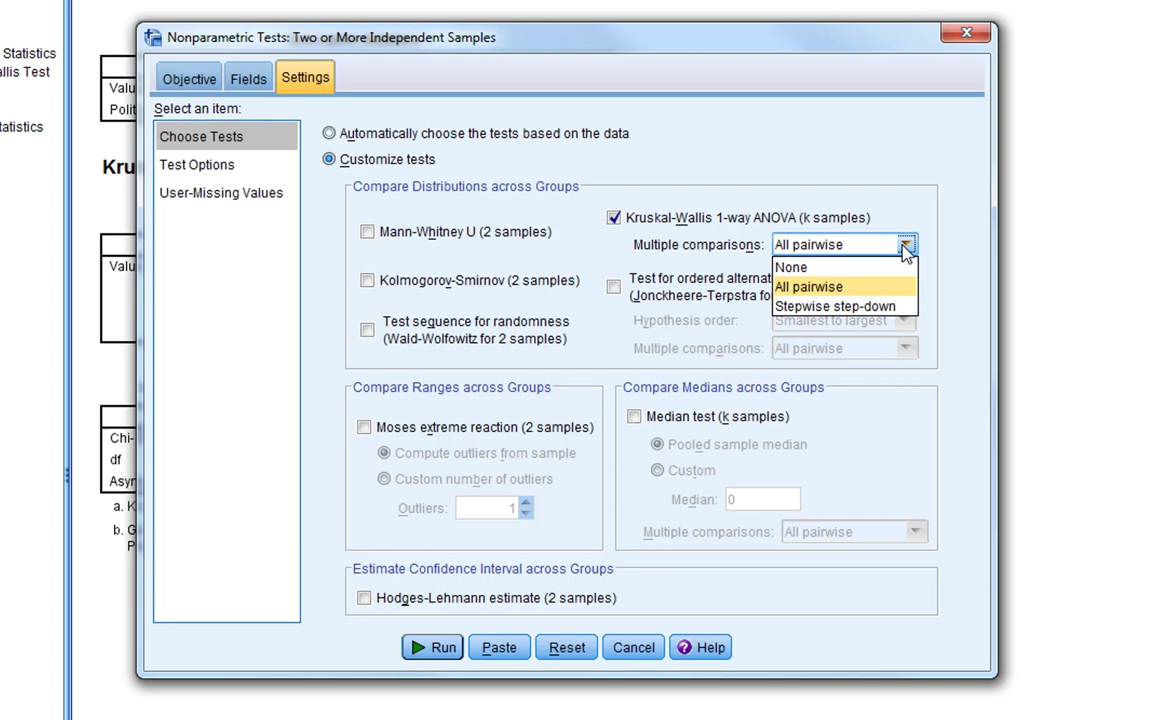 Nonparametric Tests: Two or More Independent Samples
Objective
Fields
Settings
Statistics
allis Test
tatistics
Valu
Polit
Kru
Valu
Chi-
df
Asyn
a. K
b. G
P
Select an item:
Choose Tests
Test Options
User-Missing Values
Automatically choose the tests based on the data
Customize tests
Compare Distributions across Groups
Mann-Whitney U (2 samples)
Kolmogorov-Smirnov (2 samples)
Test sequence for randomness
(Wald-Wolfowitz for 2 samples)
Kruskal-Wallis 1-way ANOVA (k samples)
Multiple comparisons: All pairwise
None
All pairwise
Stepwise step-down
Test for ordered alternat
(Jonckheere-Terpstra fo
Hypothesis order: Smallest to largest
Multiple comparisons: All pairwise
Compare Ranges across Groups
Moses extreme reaction (2 samples)
Compute outliers from sample
Custom number of outliers
Outliers: 1
Compare Medians across Groups
Median test (k samples)
Pooled sample median
Custom
Median: 0
Multiple comparisons: All pairwise
Estimate Confidence Interval across Groups
Hodges-Lehmann estimate (2 samples)
Run
Paste
Reset
Cancel
Help